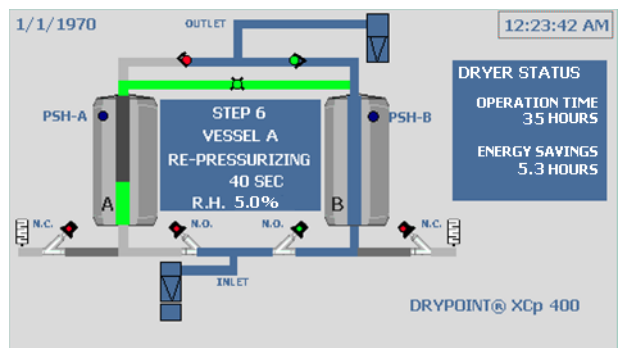 1/1/1970
OUTLET
12:23:42 AM
DRYER STATUS
OPERATION TIME
35 HOURS
ENERGY SAVINGS
5.3 HOURS
PSH-A
PSH-B
STEP 6
VESSEL A
RE-PRESSURIZING
40 SEC
R.H. 5.0%
A
B
N.C.
N.O.
N.O.
N.C.
INLET
DRYPOINT® XCp 400